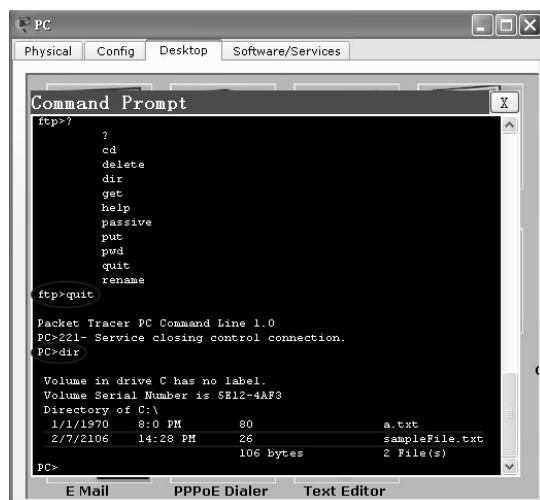 PC
Physical Config Desktop Software/Services
Command Prompt X
ftp>?
?
cd
delete
dir
get
help
passive
put
pwd
quit
rename
ftp>quit
Packet Tracer PC Command Line 1.0
PC>221- Service closing control connection.
PC>dir
Volume in drive C has no label.
Volume Serial Number is 5E12-4AF3
Directory of C:\
1/1/1970 8:0 PM 80 a.txt
2/7/2106 14:28 PM 26 sampleFile.txt
106 bytes 2 File(s)
PC>
E Mail PPPoE Dialer Text Editor